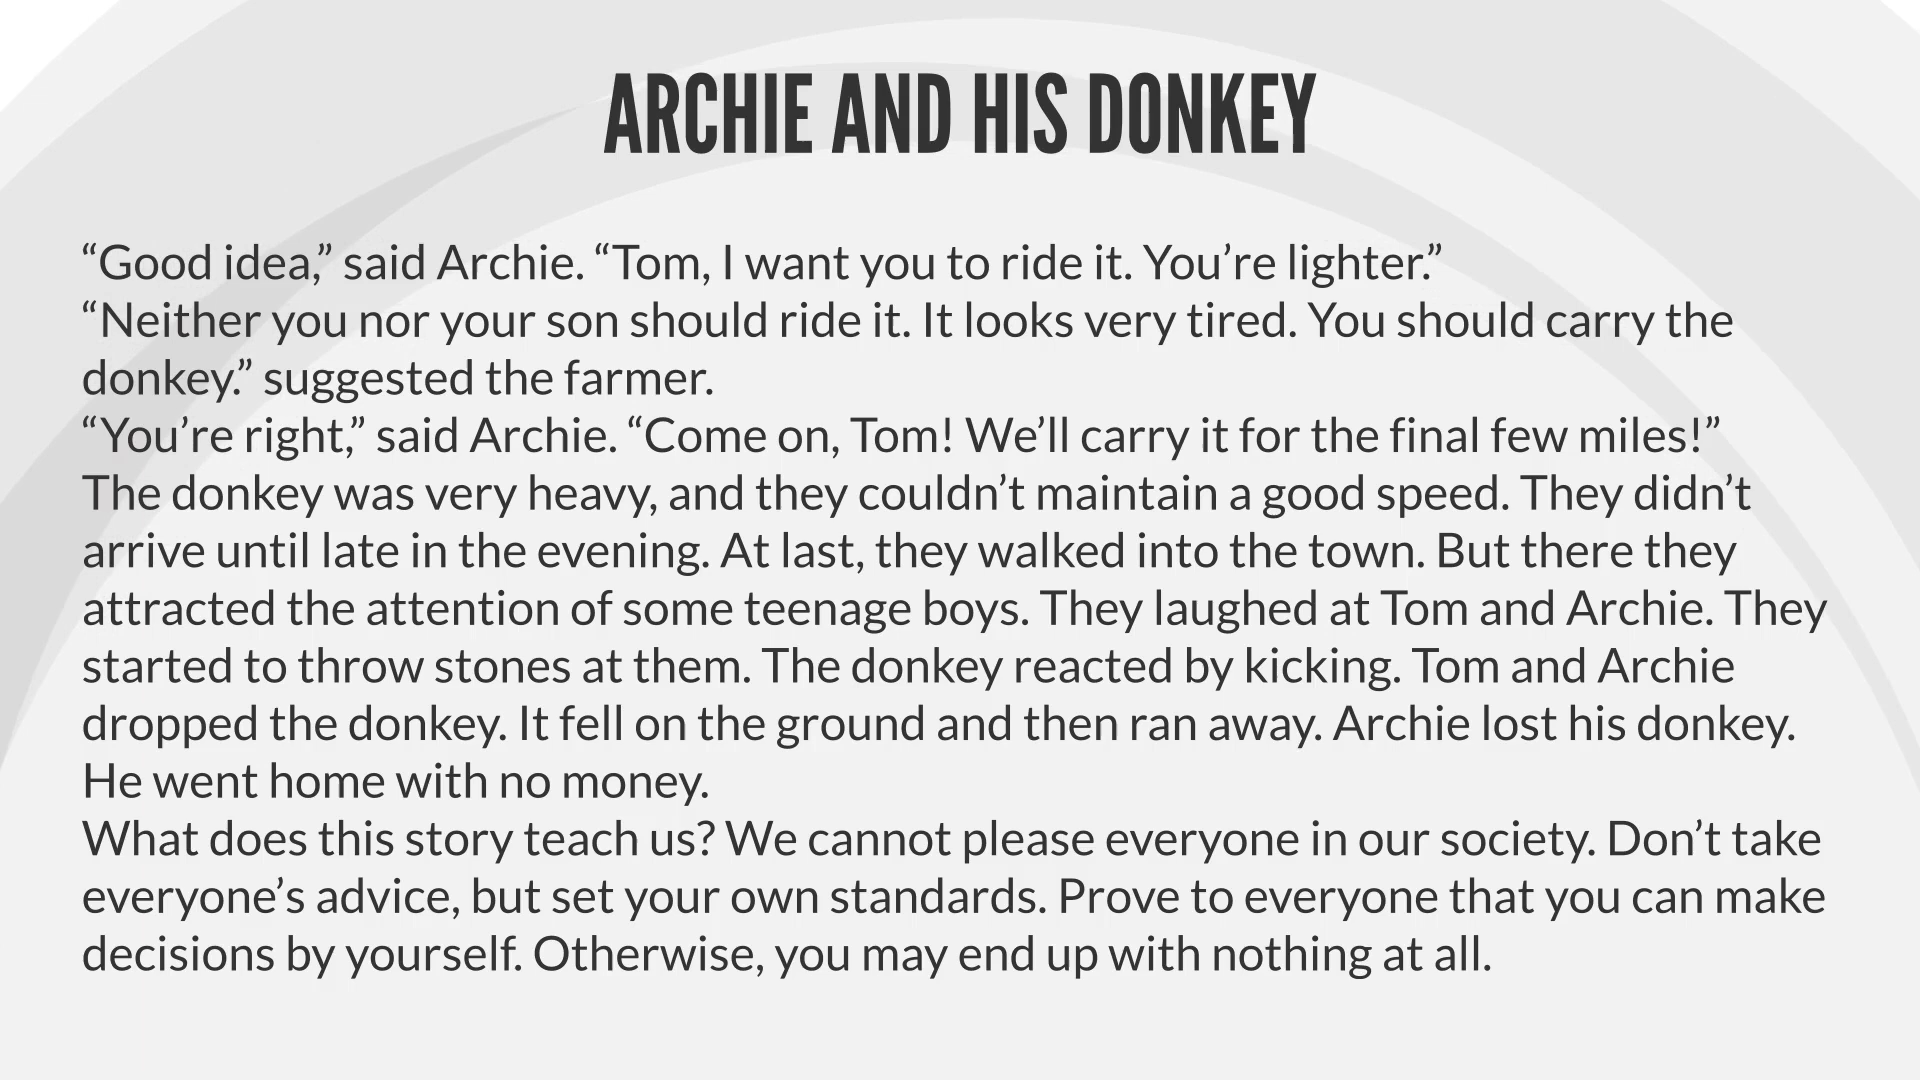 ARCHIE AND HIS DONKEY
“Good idea,” said Archie. “Tom, I want you to ride it. You’re lighter.”
“Neither you nor your son should ride it. It looks very tired. You should carry the
donkey.” suggested the farmer.
“You’re right,” said Archie. “Come on, Tom! We’ll carry it for the final few miles!”
The donkey was very heavy, and they couldn’t maintain a good speed. They didn’t
arrive until late in the evening. At last, they walked into the town. But there they
attracted the attention of some teenage boys. They laughed at Tom and Archie. They
started to throw stones at them. The donkey reacted by kicking. Tom and Archie
dropped the donkey. It fell on the ground and then ran away. Archie lost his donkey.
He went home with no money.
What does this story teach us? We cannot please everyone in our society. Don’t take
everyone’s advice, but set your own standards. Prove to everyone that you can make
decisions by yourself. Otherwise, you may end up with nothing at all.